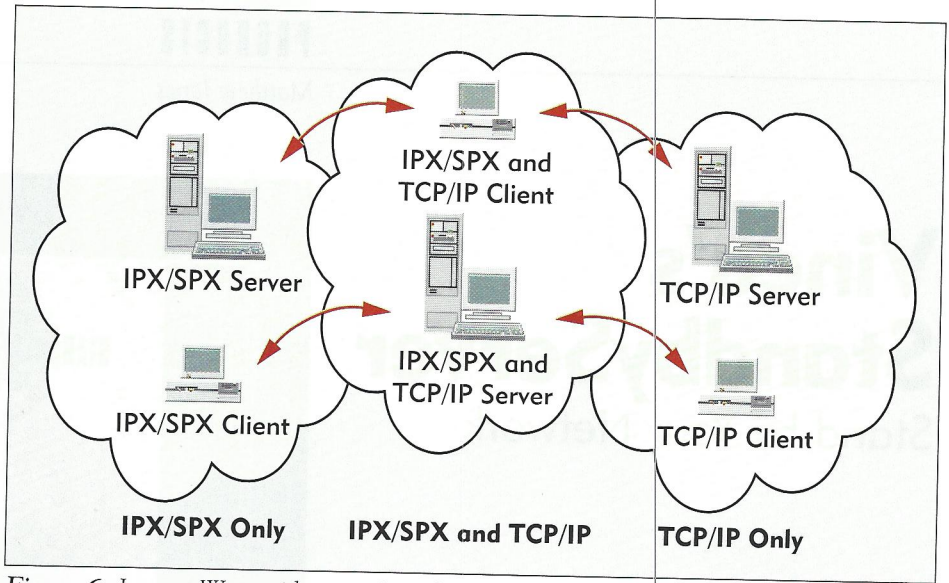 IPX/SPX and
TCP/IP Client
IPX/SPX Server
TCP/IP Server
IPX/SPX and
TCP/IP Server
IPX/SPX Client
TCP/IP Client
IPX/SPX Only
IPX/SPX and TCP/IP
TCP/IP Only